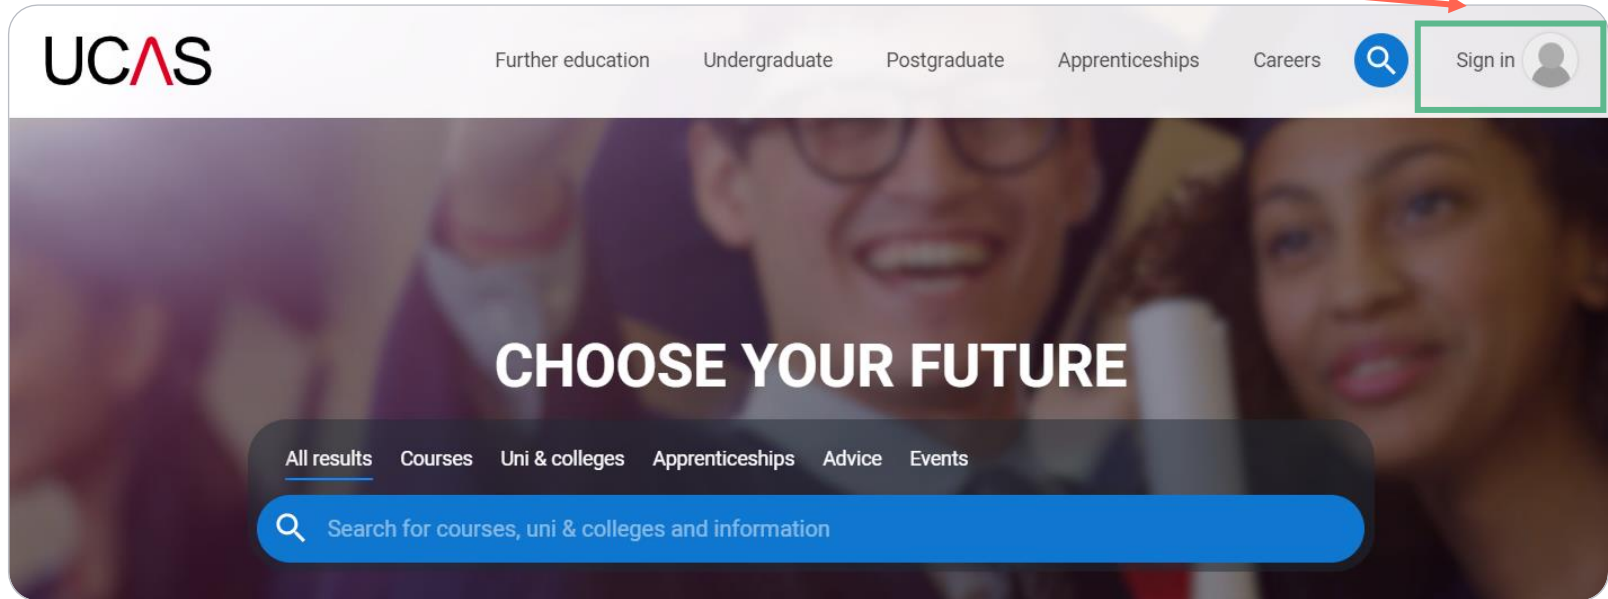 UCAS
Further education Undergraduate Postgraduate Apprenticeships Careers Sign in
CHOOSE YOUR FUTURE
All results Courses Uni & colleges Apprenticeships Advice Events
Search for courses, uni & colleges and information